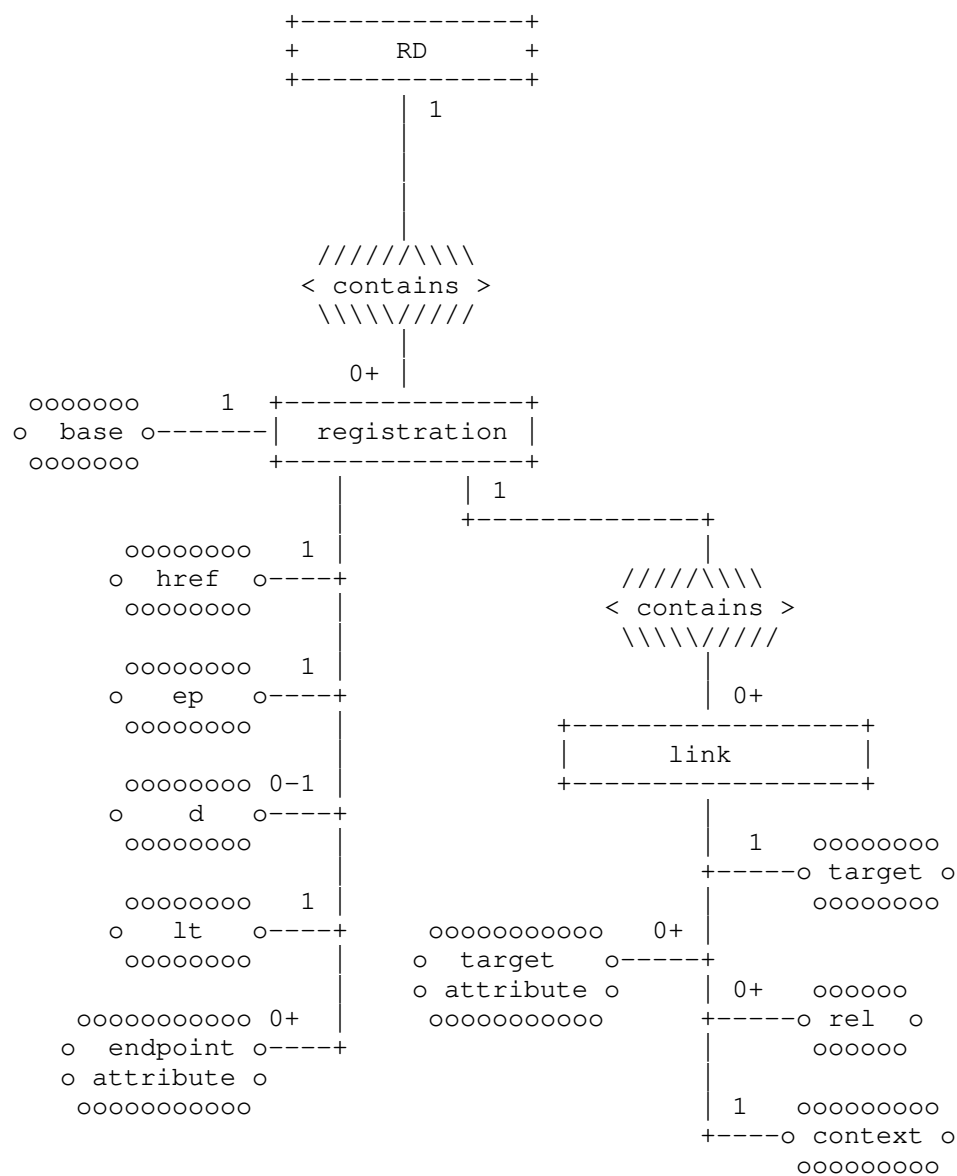 RD
1
contains
0+
base 1 registration
1
1
href
contains
1
ep 0+
link
0-1
d
1
target
1
lt 0+
target
attribute 0+
rel
0+
endpoint
attribute
1
context